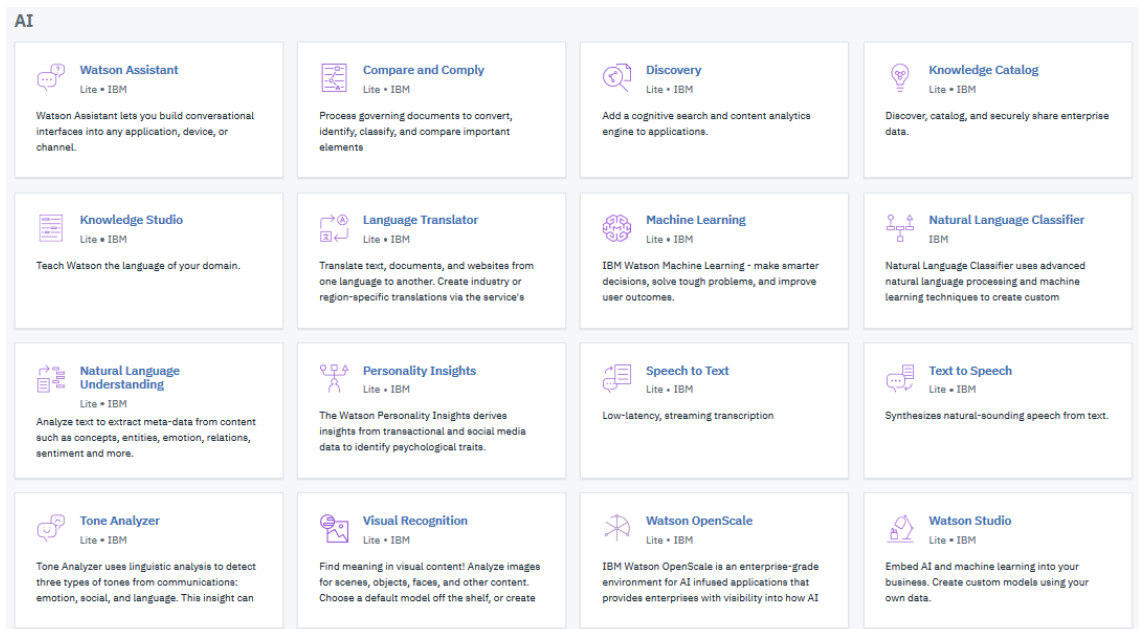 AI
Watson Assistant
Lite • IBM
Watson Assistant lets you build conversational
interfaces into any application, device, or
channel.
Compare and Comply
Lite • IBM
Process governing documents to convert,
identify, classify, and compare important
elements
Discovery
Lite • IBM
Add a cognitive search and content analytics
engine to applications.
Knowledge Catalog
Lite • IBM
Discover, catalog, and securely share enterprise
data.
Knowledge Studio
Lite • IBM
Teach Watson the language of your domain.
Language Translator
Lite • IBM
Translate text, documents, and websites from
one language to another. Create industry or
region-specific translations via the service's
Machine Learning
Lite • IBM
IBM Watson Machine Learning - make smarter
decisions, solve tough problems, and improve
user outcomes.
Natural Language Classifier
IBM
Natural Language Classifier uses advanced
natural language processing and machine
learning techniques to create custom
Natural Language
Understanding
Lite • IBM
Analyze text to extract meta-data from content
such as concepts, entities, emotion, relations,
sentiment and more.
Personality Insights
Lite • IBM
The Watson Personality Insights derives
insights from transactional and social media
data to identify psychological traits.
Speech to Text
Lite • IBM
Low-latency, streaming transcription
Text to Speech
Lite • IBM
Synthesizes natural-sounding speech from text.
Tone Analyzer
Lite • IBM
Tone Analyzer uses linguistic analysis to detect
three types of tones from communications:
emotion, social, and language. This insight can
Visual Recognition
Lite • IBM
Find meaning in visual content! Analyze images
for scenes, objects, faces, and other content.
Choose a default model off the shelf, or create
Watson OpenScale
Lite • IBM
IBM Watson OpenScale is an enterprise-grade
environment for AI infused applications that
provides enterprises with visibility into how AI
Watson Studio
Lite • IBM
Embed AI and machine learning into your
business. Create custom models using your
own data.